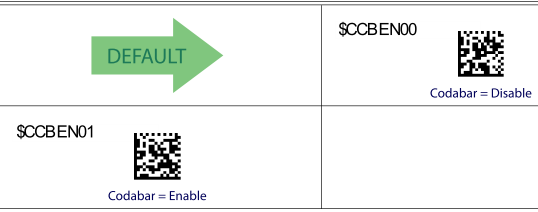 $CCBEN00
DEFAULT
Codabar = Disable
$CCBEN01
Codabar = Enable